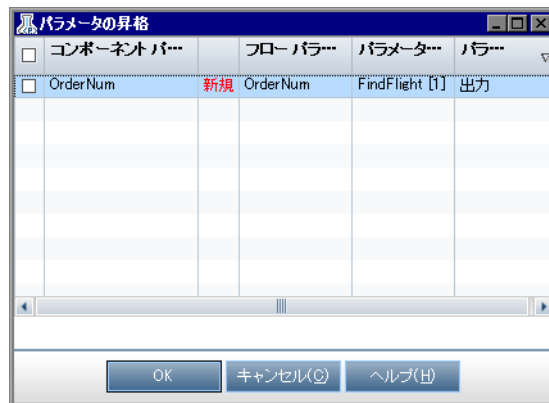 パラメータの昇格
コンポーネント パ… フロー パラ… パラメータ… パラ…
OrderNum 新規 OrderNum FindFlight [1] 出力
OK キャンセル(C) ヘルプ(H)